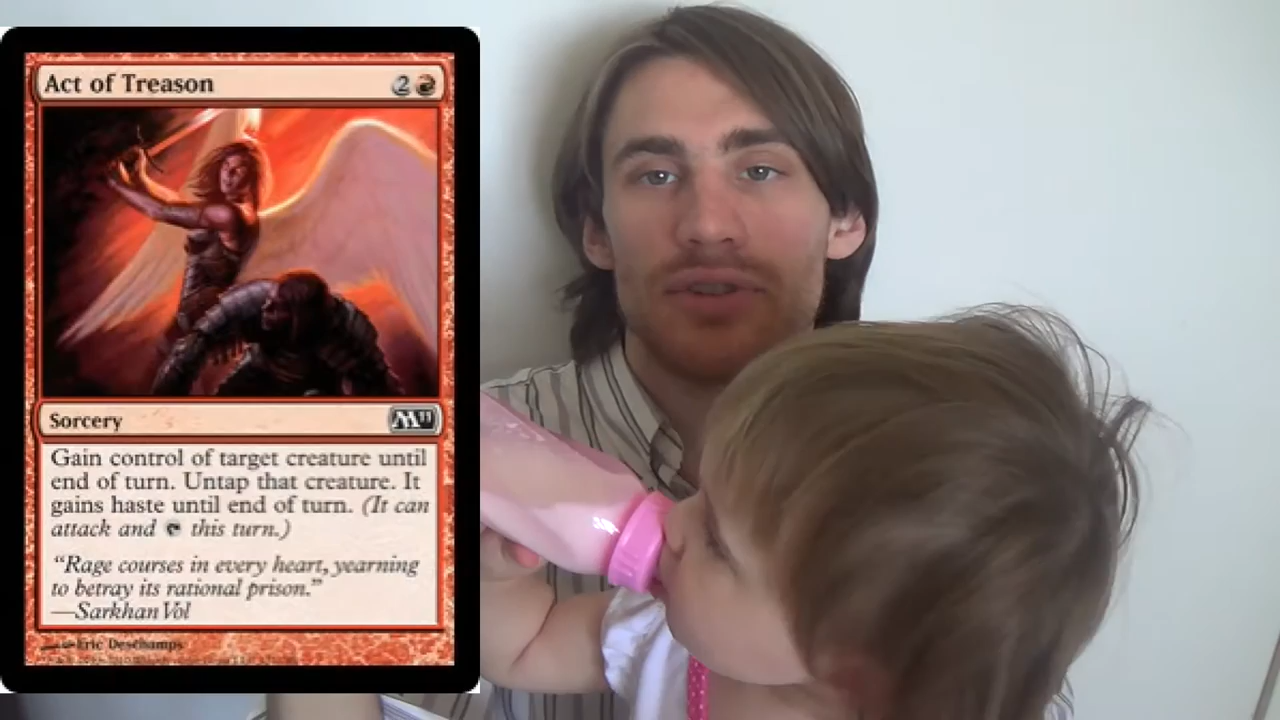 Act of Treason 2
Sorcery M11
Gain control of target creature until
end of turn. Untap that creature. It
gains haste until end of turn. (It can
attack and this turn.)
“Rage courses in every heart, yearning
to betray its rational prison.”
—Sarkhan Vol
Eric Deschamps